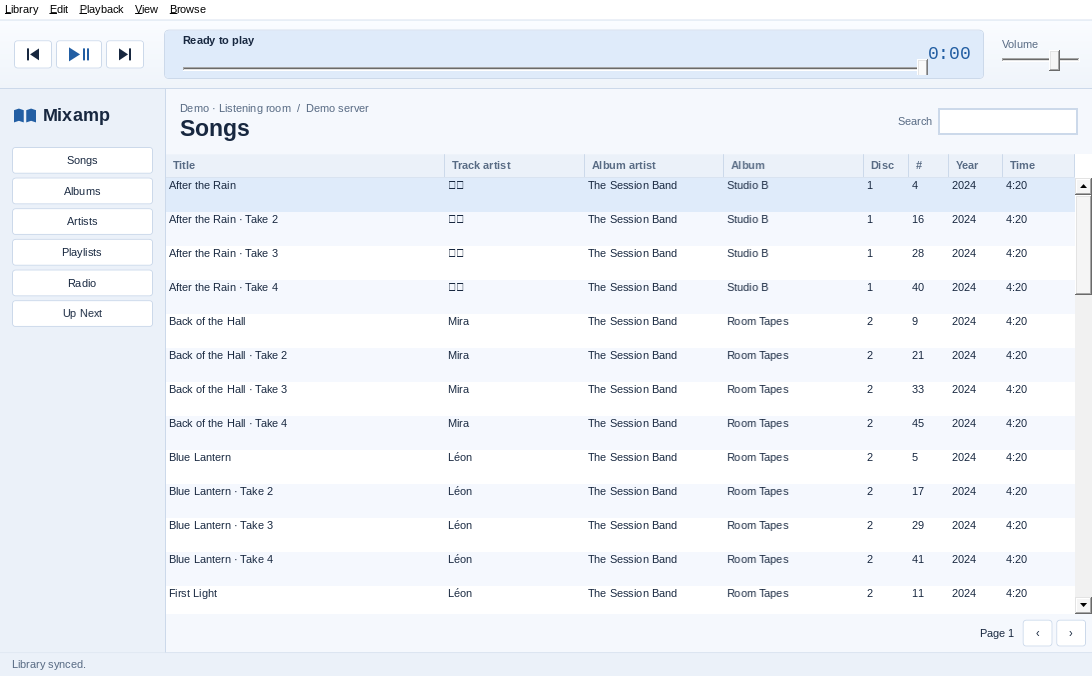 Library Edit Playback View Browse
Ready to play
0:00
Volume
Mixamp
Songs
Albums
Artists
Playlists
Radio
Up Next
Demo · Listening room / Demo server
Songs
Search
Title Track artist Album artist Album Disc # Year Time
After the Rain The Session Band Studio B 1 4 2024 4:20
After the Rain · Take 2 The Session Band Studio B 1 16 2024 4:20
After the Rain · Take 3 The Session Band Studio B 1 28 2024 4:20
After the Rain · Take 4 The Session Band Studio B 1 40 2024 4:20
Back of the Hall Mira The Session Band Room Tapes 2 9 2024 4:20
Back of the Hall · Take 2 Mira The Session Band Room Tapes 2 21 2024 4:20
Back of the Hall · Take 3 Mira The Session Band Room Tapes 2 33 2024 4:20
Back of the Hall · Take 4 Mira The Session Band Room Tapes 2 45 2024 4:20
Blue Lantern Léon The Session Band Room Tapes 2 5 2024 4:20
Blue Lantern · Take 2 Léon The Session Band Room Tapes 2 17 2024 4:20
Blue Lantern · Take 3 Léon The Session Band Room Tapes 2 29 2024 4:20
Blue Lantern · Take 4 Léon The Session Band Room Tapes 2 41 2024 4:20
First Light Léon The Session Band Room Tapes 2 11 2024 4:20
Page 1 ‹ ›
Library synced.